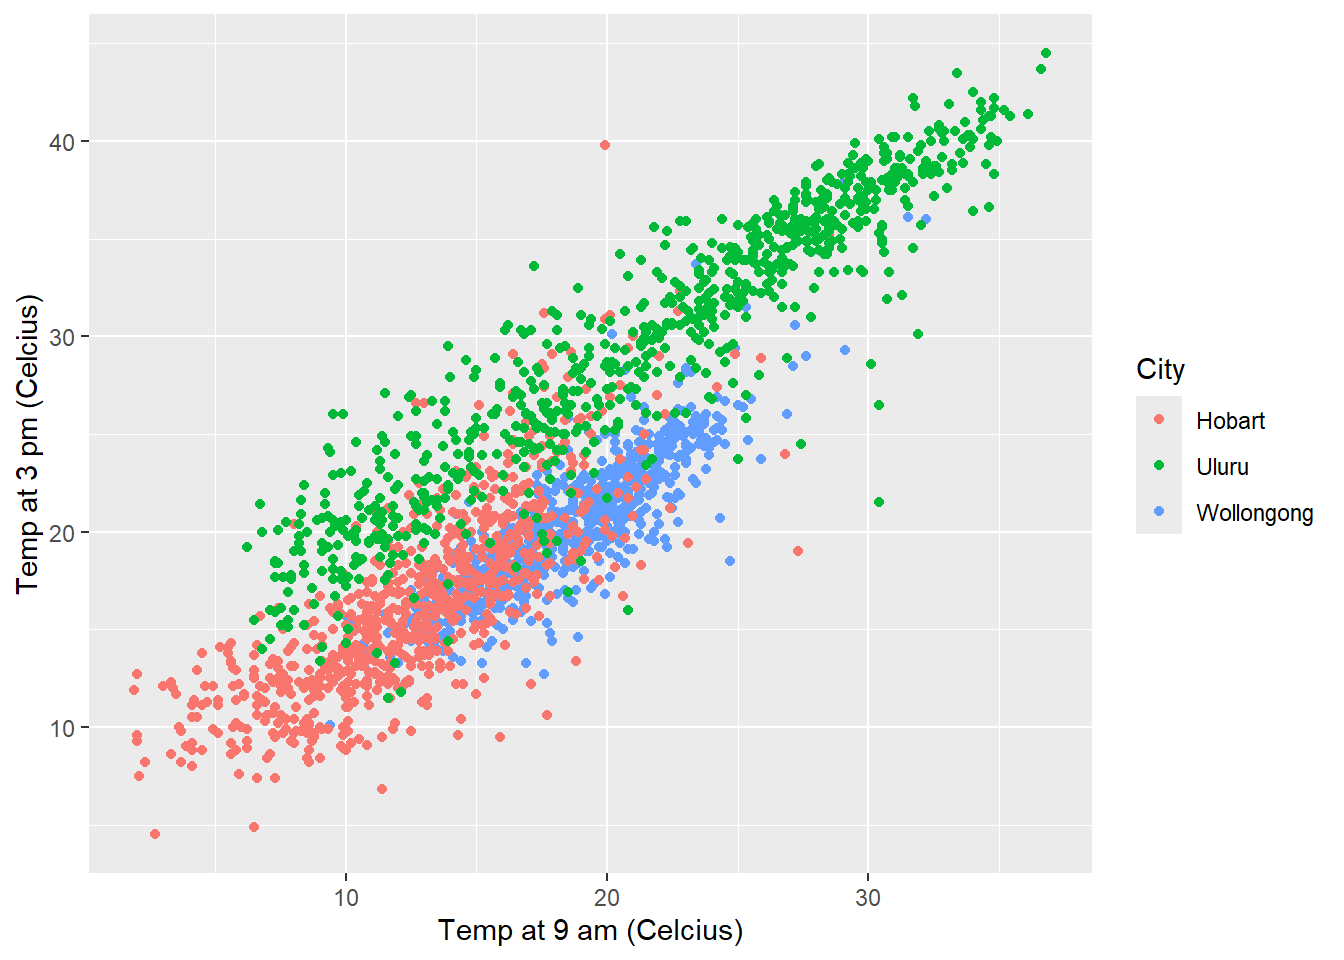 40
30
20
10
Temp at 3 pm (Celcius)
10 20 30
Temp at 9 am (Celcius)
City
Hobart
Uluru
Wollongong